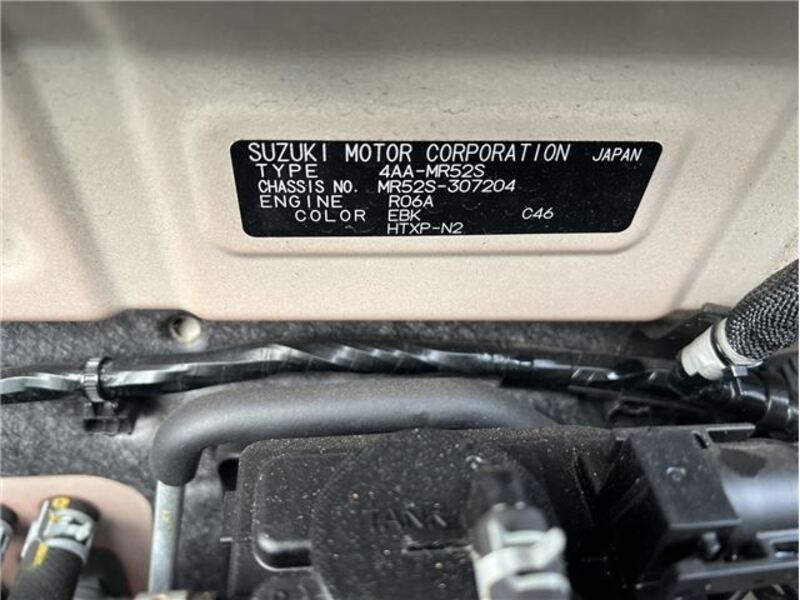 SUZUKI MOTOR CORPORATION JAPAN
TYPE 4AA-MR52S
CHASSIS NO. MR52S-307204
ENGINE R06A
COLOR EBK C46
HTXP-N2
TANK